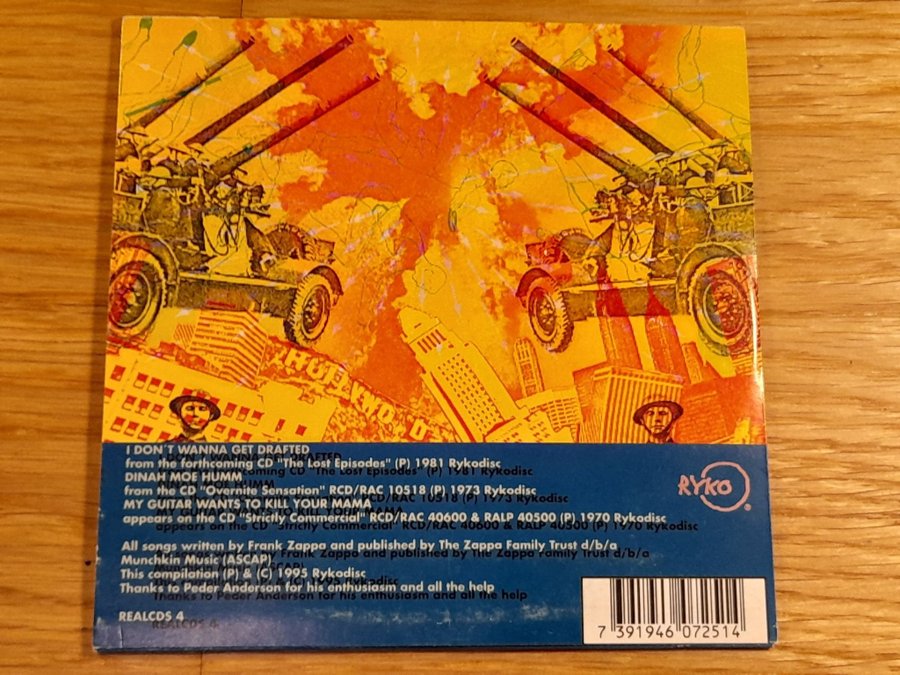 HOLLYWOOD
I DON´T WANNA GET DRAFTED
from the forthcoming CD "The Lost Episodes" (P) 1981 Rykodisc
DINAH MOE HUMM
from the CD "Overnite Sensation" RCD/RAC 10518 (P) 1973 Rykodisc
MY GUITAR WANTS TO KILL YOUR MAMA
appears on the CD "Strictly Commercial" RCD/RAC 40600 & RALP 40500 (P) 1970 Rykodisc
RYKO
®
All songs written by Frank Zappa and published by The Zappa Family Trust d/b/a
Munchkin Music (ASCAP)
This compilation (P) & (C) 1995 Rykodisc
Thanks to Peder Anderson for his enthusiasm and all the help
REALCDS 4
7 391946 072514